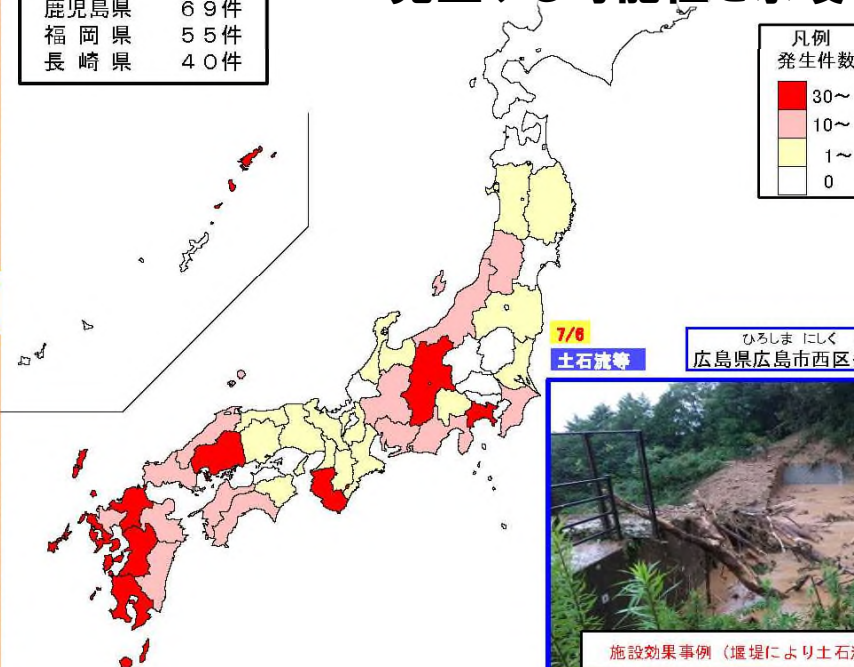 鹿児島県 69件
福岡県 55件
長崎県 40件
凡例
発生件数
30～
10～
1～
0
7/6
土石流等
ひろしま にしく
広島県広島市西区
施設効果事例（堰堤により土石